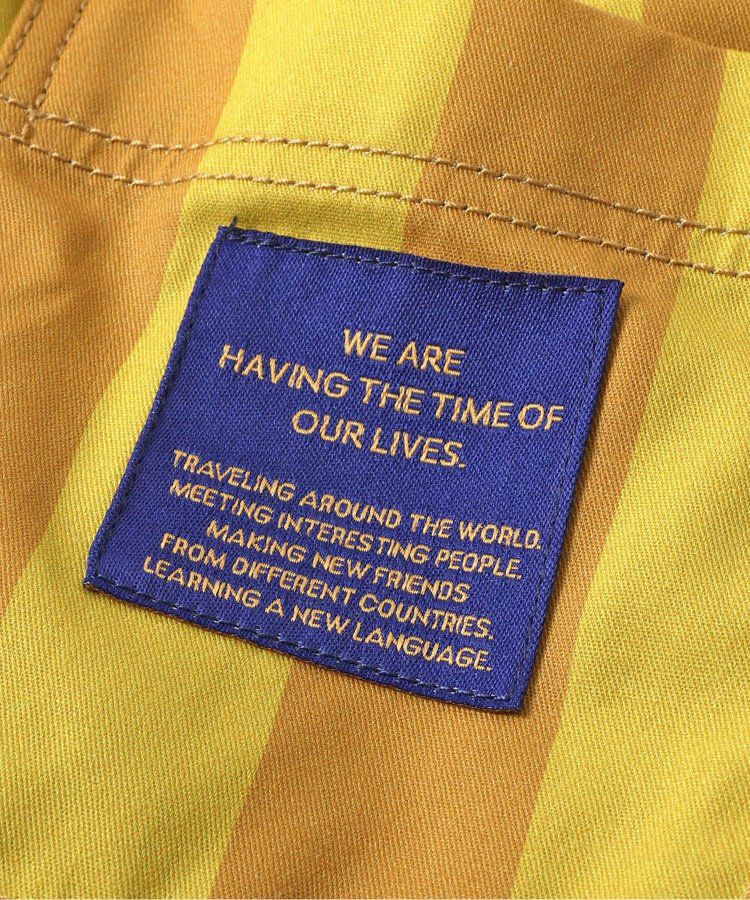 WE ARE
HAVING THE TIME OF
OUR LIVES.
TRAVELING AROUND THE WORLD.
MEETING INTERESTING PEOPLE.
MAKING NEW FRIENDS
FROM DIFFERENT COUNTRIES.
LEARNING A NEW LANGUAGE.